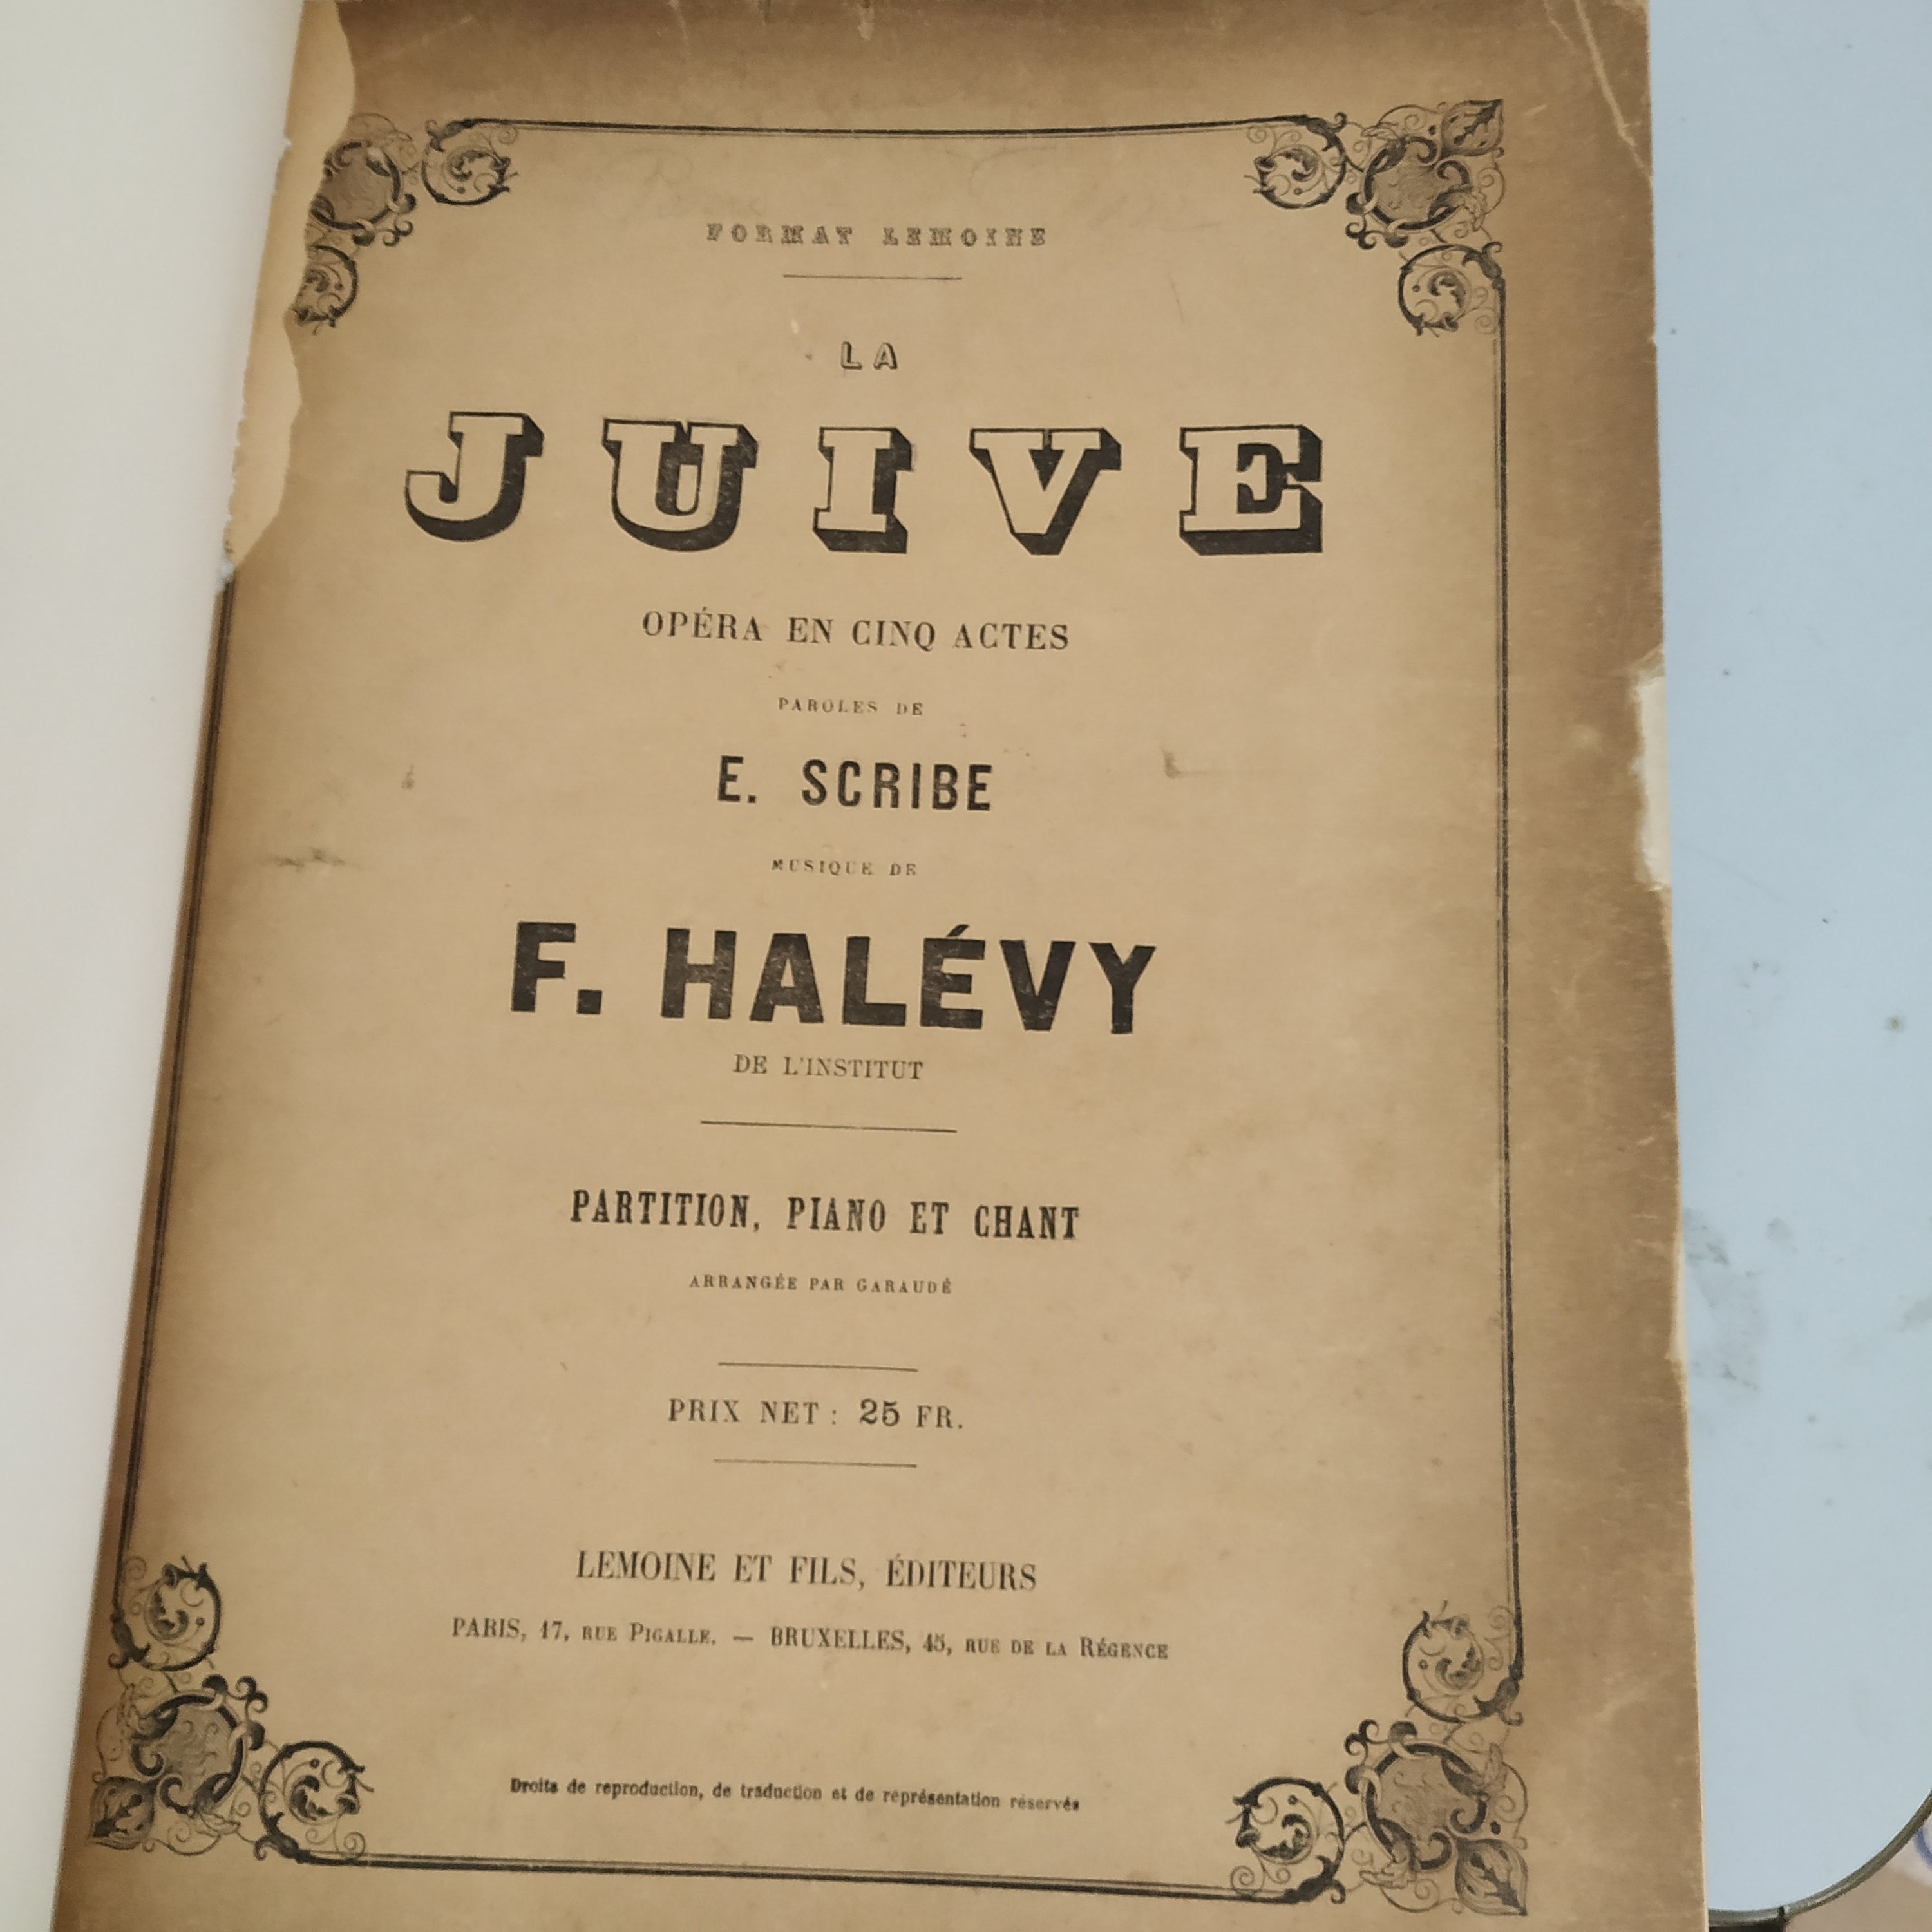 FORMAT LEMOINE
LA
JUIVE
OPÉRA EN CINQ ACTES
PAROLES DE
E. SCRIBE
MUSIQUE DE
F. HALÉVY
DE L'INSTITUT
PARTITION, PIANO ET CHANT
ARRANGÉE PAR GARAUDÉ
PRIX NET : 25 FR.
LEMOINE ET FILS, ÉDITEURS
PARIS, 17, RUE PIGALLE. — BRUXELLES, 45, RUE DE LA RÉGENCE
Droits de reproduction, de traduction et de représentation réservés